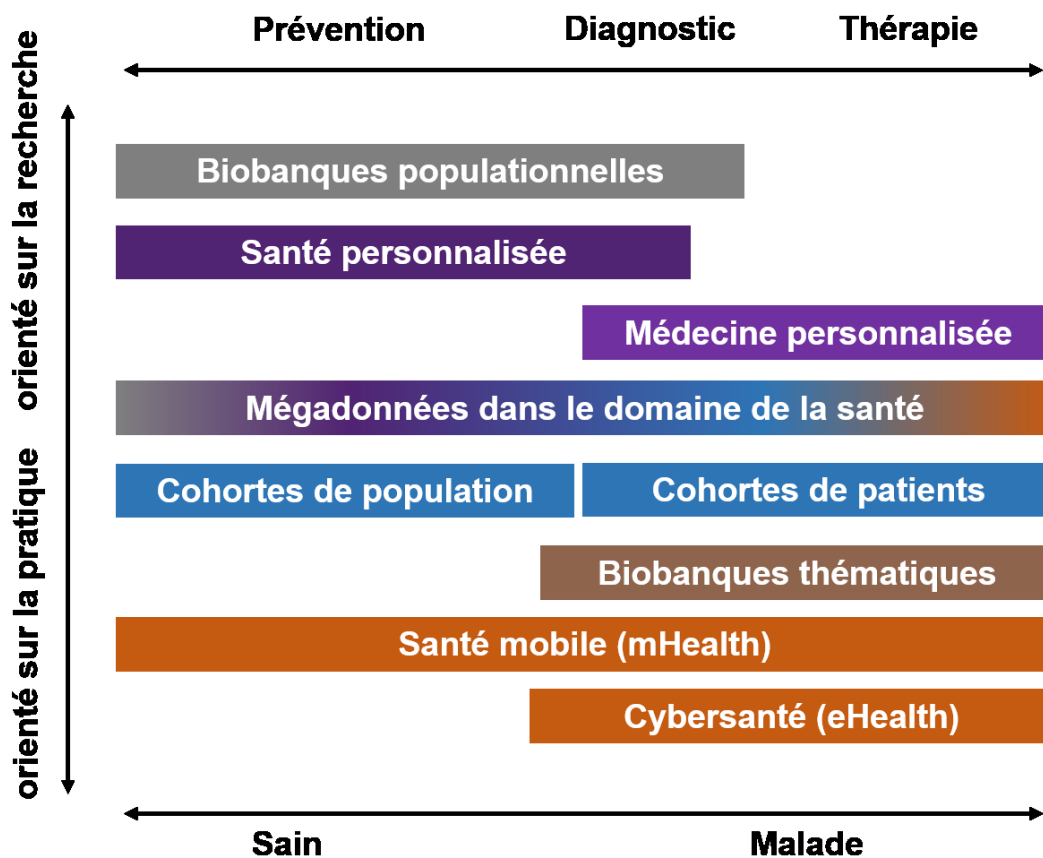 Prévention Diagnostic Thérapie
orienté sur la recherche
Biobanques populationnelles
Santé personnalisée
Médecine personnalisée
Mégadonnées dans le domaine de la santé
orienté sur la pratique
Cohortes de population Cohortes de patients
Biobanques thématiques
Santé mobile (mHealth)
Cybersanté (eHealth)
Sain Malade